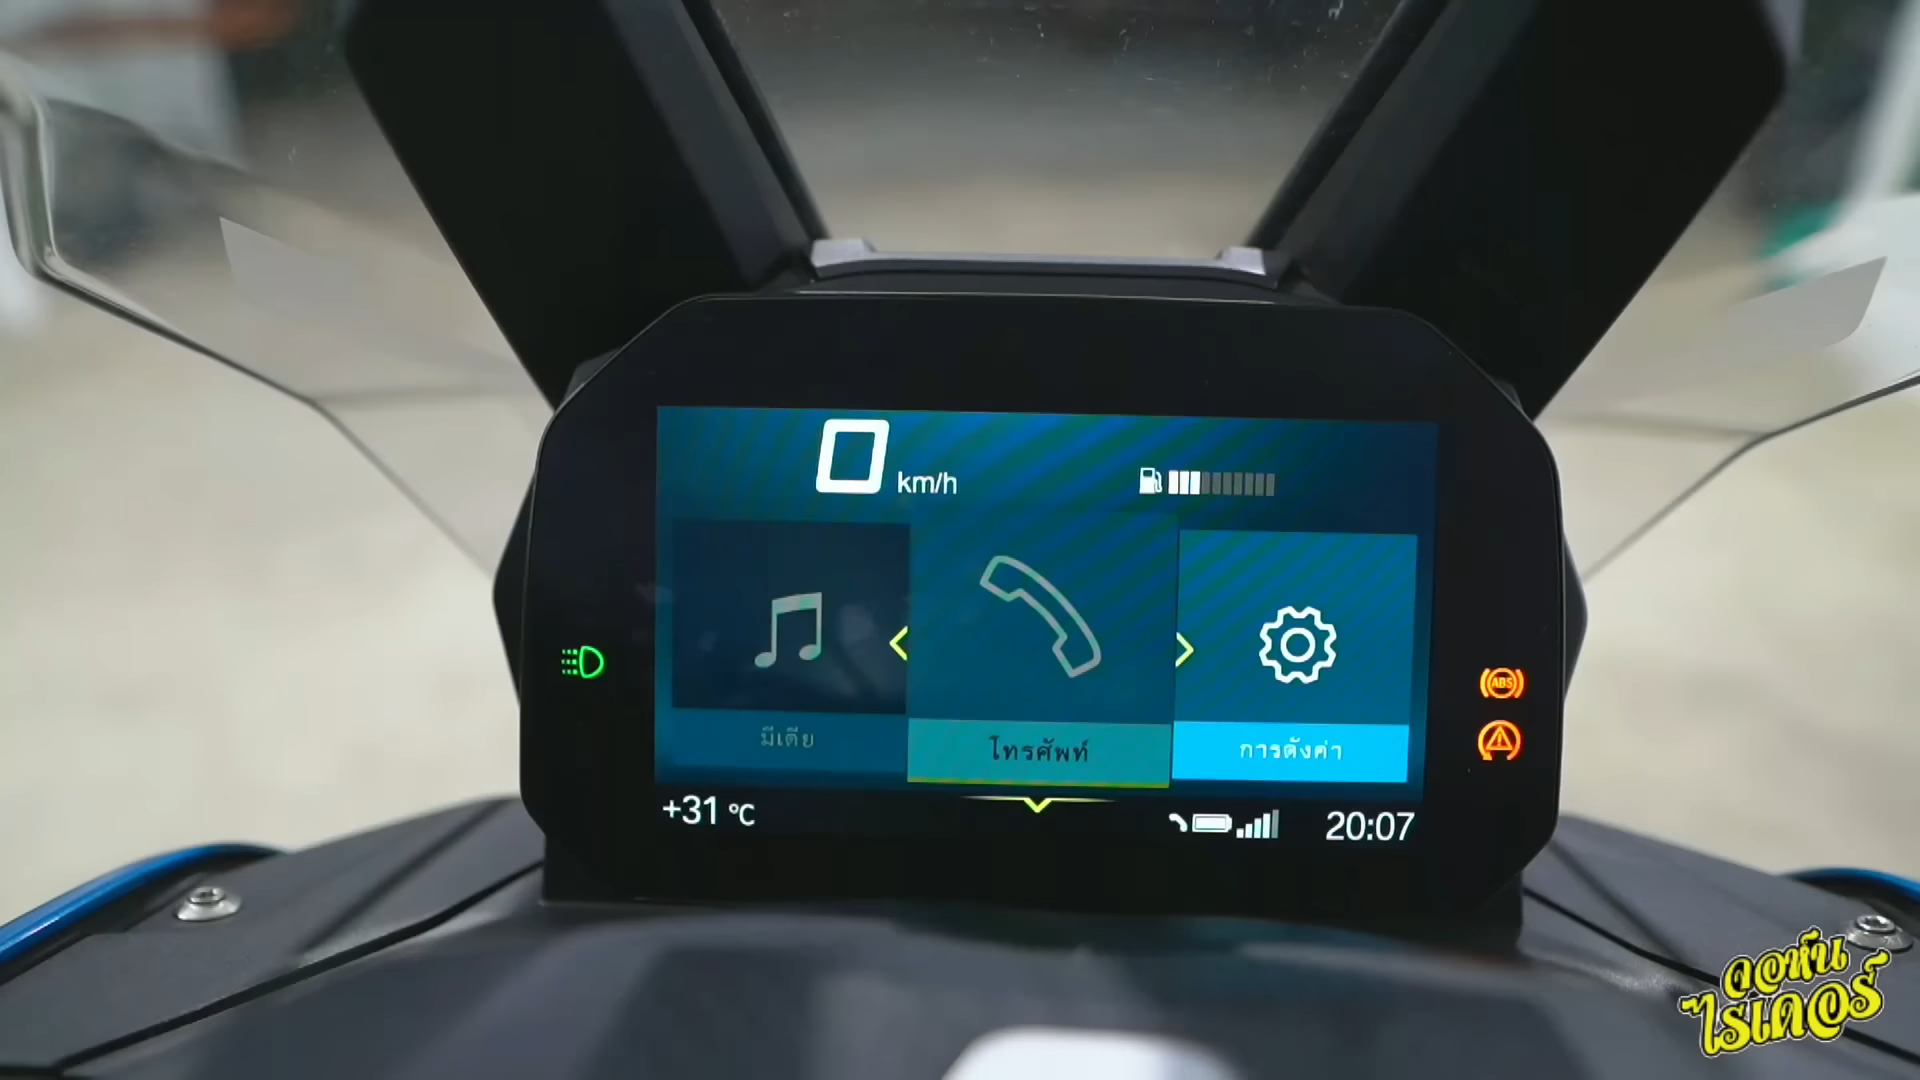 0 km/h
มีเดีย
โทรศัพท์
การตั้งค่า
ABS
+31 °C
20:07
จอหัน
ไรเดอร์